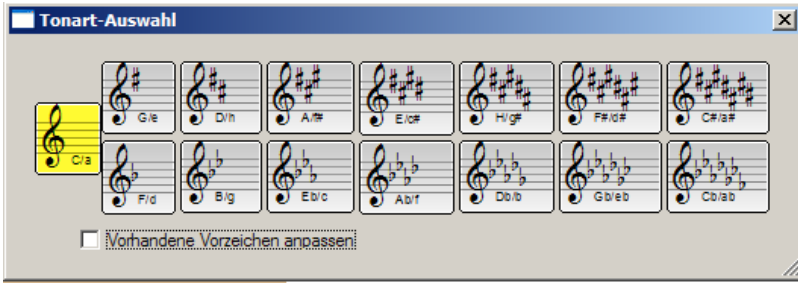 Tonart-Auswahl
G/e D/h A/f# E/c# H/g# F#/d# C#/a#
C/a
F/d B/g Eb/c Ab/f Db/b Gb/eb Cb/ab
Vorhandene Vorzeichen anpassen